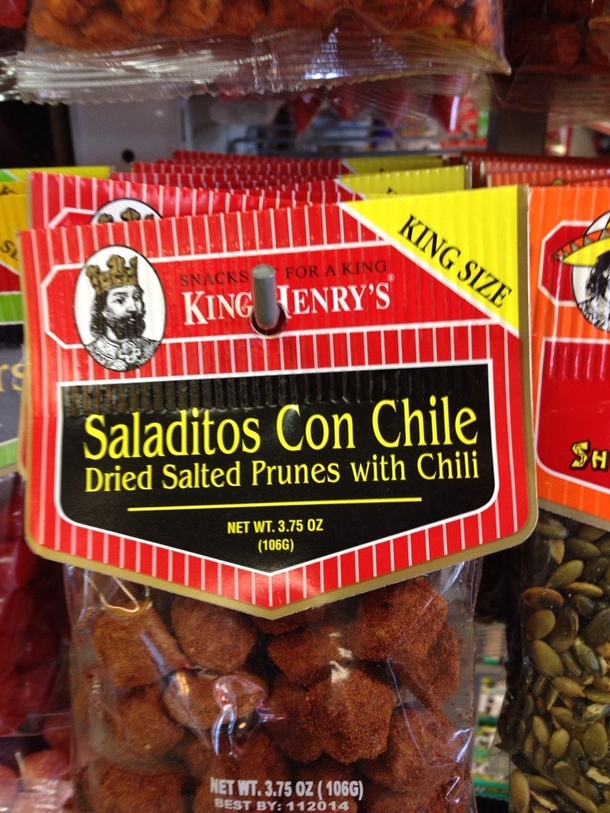 SNACKS FOR A KING
KING HENRY'S®
KING SIZE
Saladitos Con Chile
Dried Salted Prunes with Chili
NET WT. 3.75 OZ
(106G)
NET WT. 3.75 OZ ( 106G)
BEST BY: 112014
SH